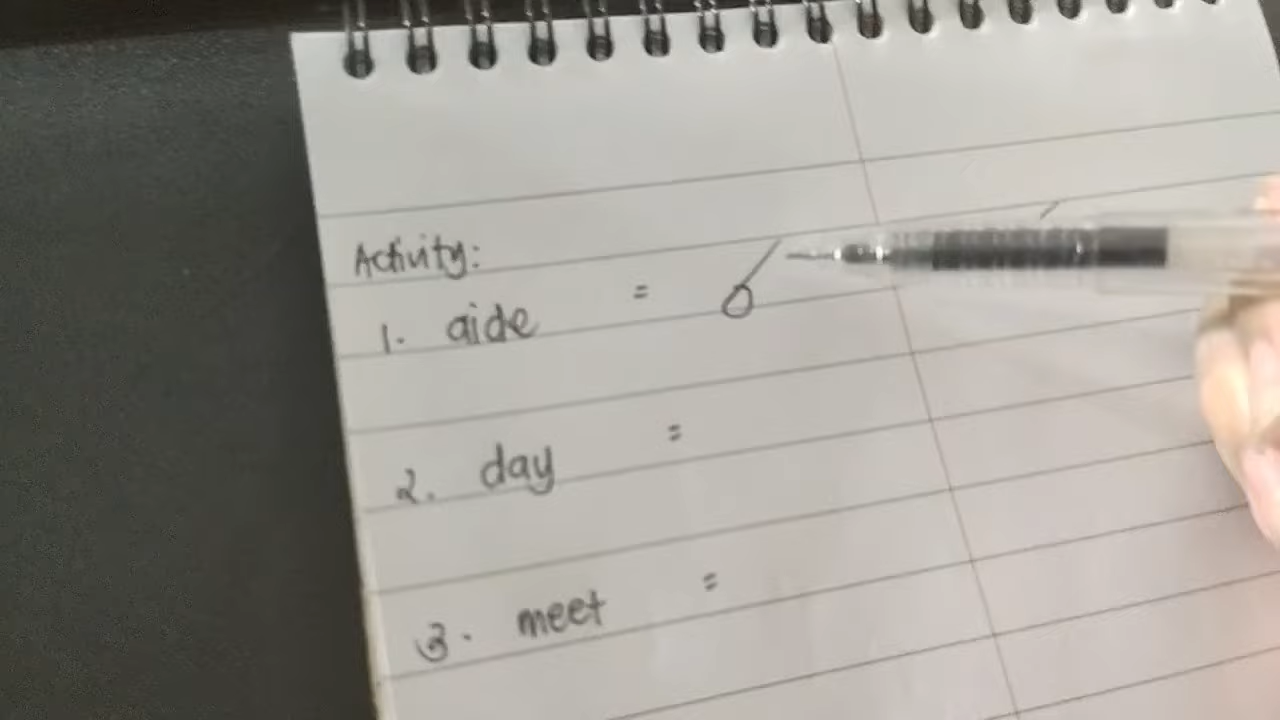 Activity:
1. aide =
2. day =
3. meet =